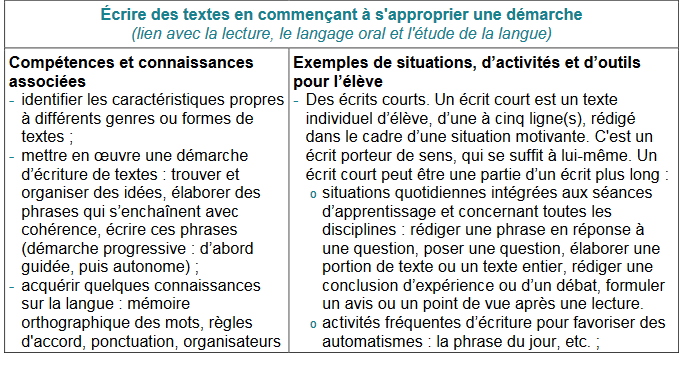 Écrire des textes en commençant à s'approprier une démarche
(lien avec la lecture, le langage oral et l'étude de la langue)
Compétences et connaissances
associées
- identifier les caractéristiques propres
à différents genres ou formes de
textes ;
- mettre en œuvre une démarche
d’écriture de textes : trouver et
organiser des idées, élaborer des
phrases qui s’enchaînent avec
cohérence, écrire ces phrases
(démarche progressive : d’abord
guidée, puis autonome) ;
- acquérir quelques connaissances
sur la langue : mémoire
orthographique des mots, règles
d'accord, ponctuation, organisateurs
Exemples de situations, d’activités et d’outils
pour l’élève
- Des écrits courts. Un écrit court est un texte
individuel d’élève, d’une à cinq ligne(s), rédigé
dans le cadre d’une situation motivante. C'est un
écrit porteur de sens, qui se suffit à lui-même. Un
écrit court peut être une partie d’un écrit plus long :
o situations quotidiennes intégrées aux séances
d’apprentissage et concernant toutes les
disciplines : rédiger une phrase en réponse à
une question, poser une question, élaborer une
portion de texte ou un texte entier, rédiger une
conclusion d’expérience ou d’un débat, formuler
un avis ou un point de vue après une lecture.
o activités fréquentes d’écriture pour favoriser des
automatismes : la phrase du jour, etc. ;